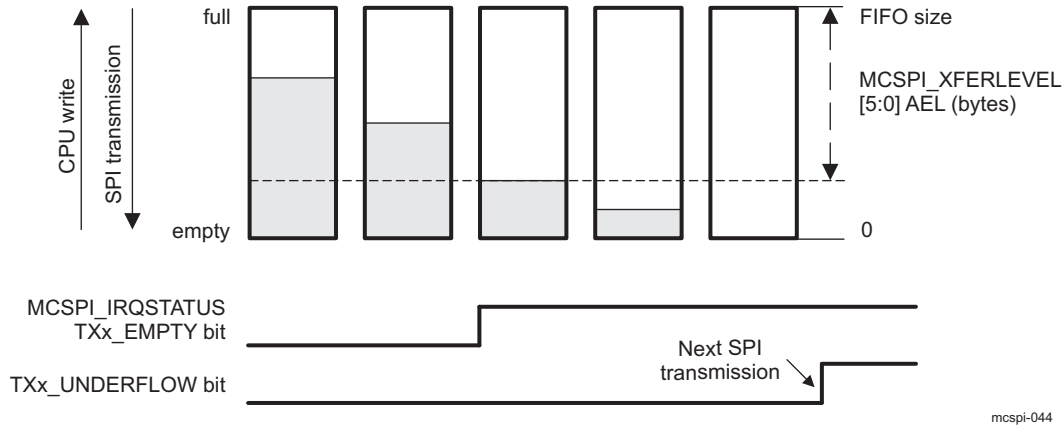 full
FIFO size
CPU write
SPI transmission
MCSPI_XFERLEVEL
[5:0] AEL (bytes)
empty
0
MCSPI_IRQSTATUS
TXx_EMPTY bit
Next SPI
transmission
TXx_UNDERFLOW bit
mcspi-044